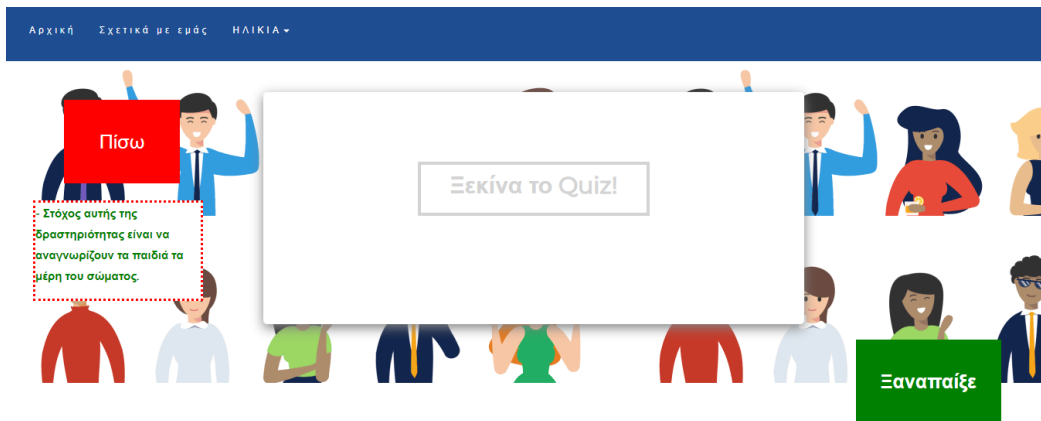 Αρχική Σχετικά με εμάς ΗΛΙΚΙΑ
Πίσω
- Στόχος αυτής της
δραστηριότητας είναι να
αναγνωρίζουν τα παιδιά τα
μέρη του σώματος.
Ξεκίνα το Quiz!
Ξαναπαίξε